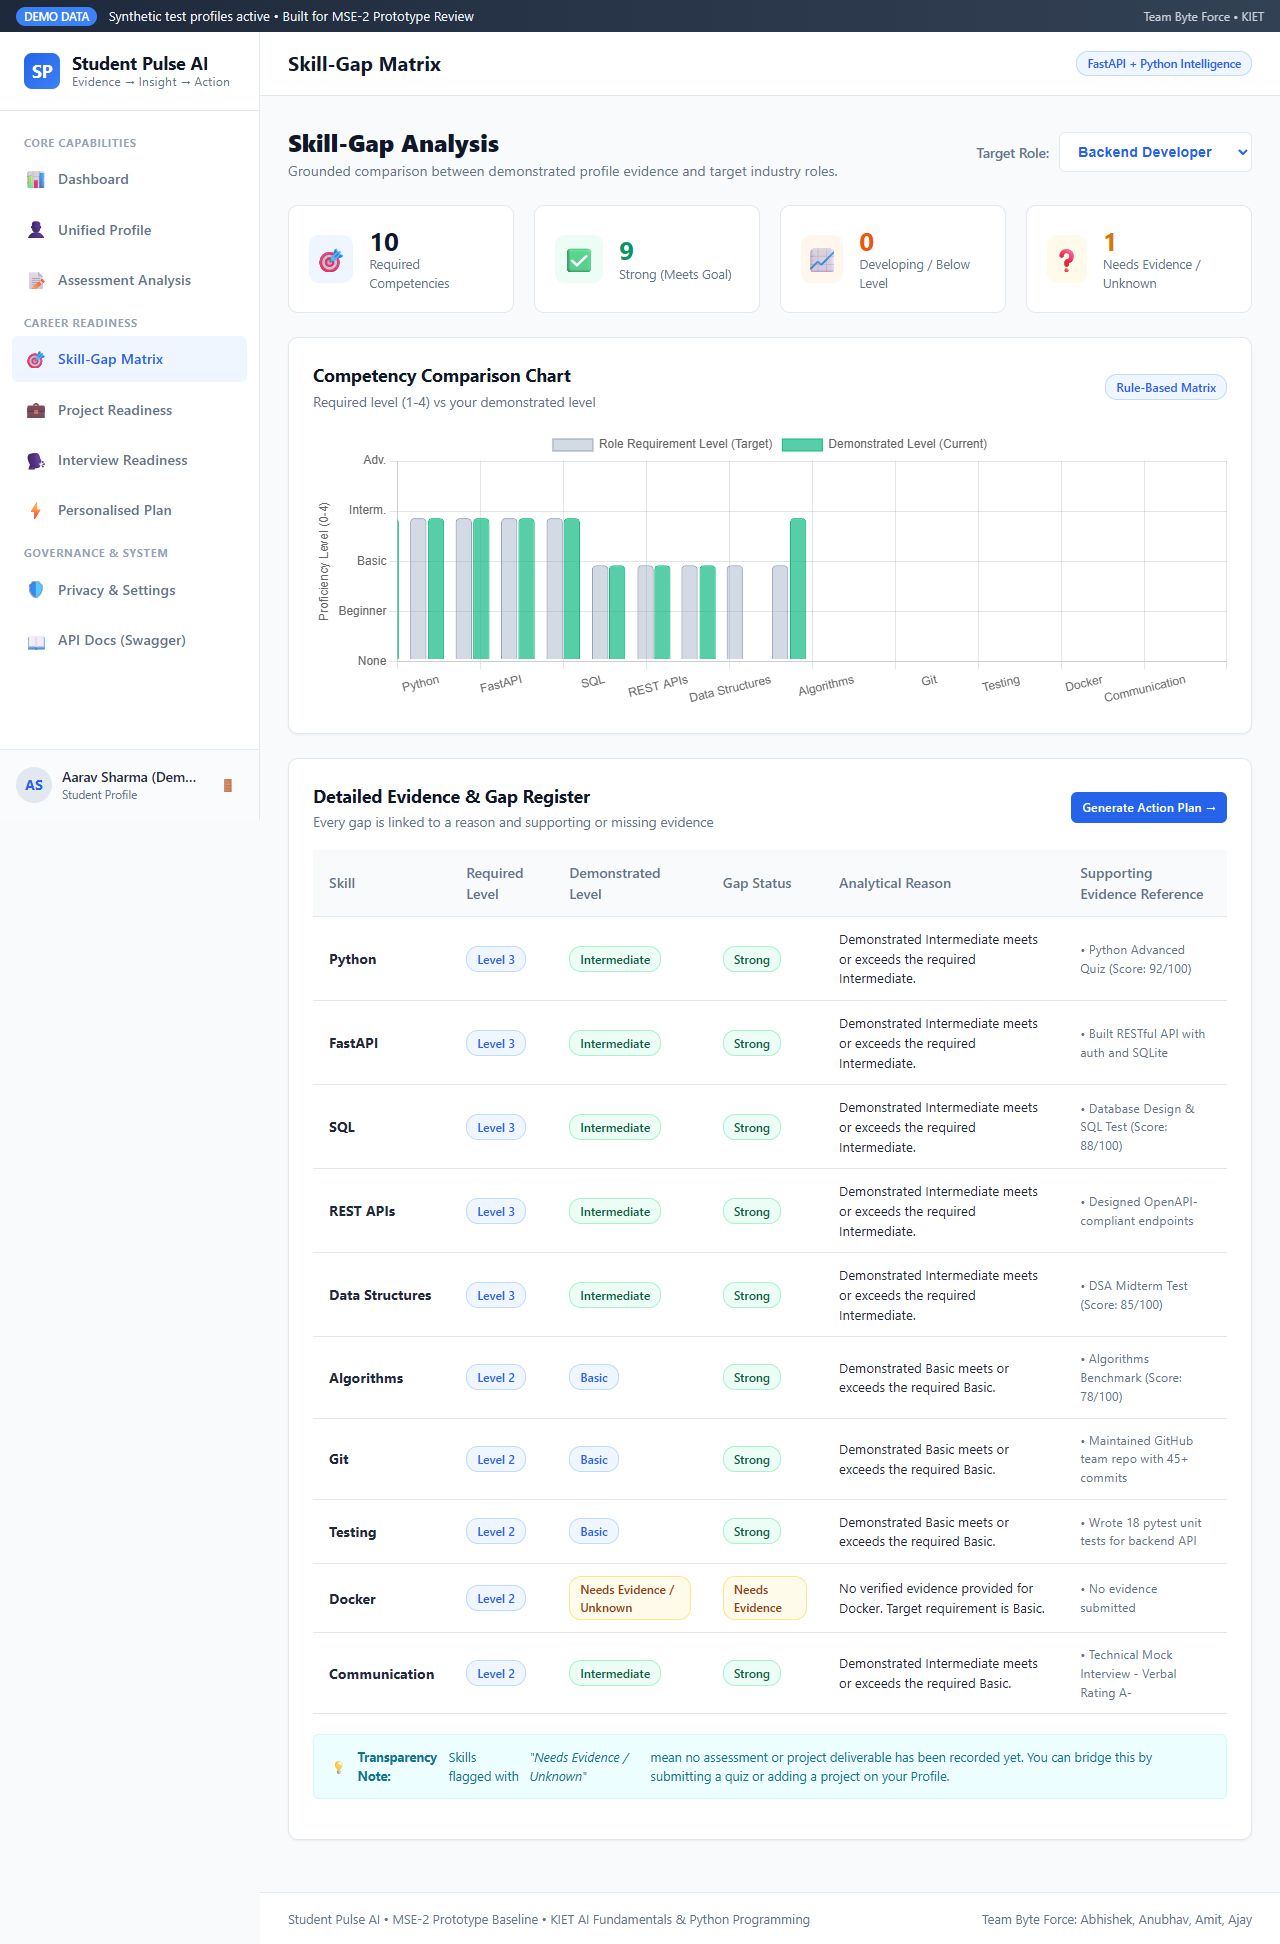 DEMO DATA Synthetic test profiles active • Built for MSE-2 Prototype Review
Team Byte Force • KIET
SP
Student Pulse AI
Evidence → Insight → Action
CORE CAPABILITIES
Dashboard
Unified Profile
Assessment Analysis
CAREER READINESS
Skill-Gap Matrix
Project Readiness
Interview Readiness
Personalised Plan
GOVERNANCE & SYSTEM
Privacy & Settings
API Docs (Swagger)
AS
Aarav Sharma (Dem...
Student Profile
Skill-Gap Matrix
FastAPI + Python Intelligence
Skill-Gap Analysis
Grounded comparison between demonstrated profile evidence and target industry roles.
Target Role: Backend Developer
10
Required
Competencies
9
Strong (Meets Goal)
0
Developing / Below
Level
1
Needs Evidence /
Unknown
Competency Comparison Chart
Required level (1-4) vs your demonstrated level
Rule-Based Matrix
Role Requirement Level (Target) Demonstrated Level (Current)
Proficiency Level (0-4)
Adv.
Interm.
Basic
Beginner
None
Python
FastAPI
SQL
REST APIs
Data Structures
Algorithms
Git
Testing
Docker
Communication
Detailed Evidence & Gap Register
Every gap is linked to a reason and supporting or missing evidence
Generate Action Plan →
Skill
Required
Level
Demonstrated
Level
Gap Status
Analytical Reason
Supporting
Evidence Reference
Python
Level 3
Intermediate
Strong
Demonstrated Intermediate meets
or exceeds the required
Intermediate.
• Python Advanced
Quiz (Score: 92/100)
FastAPI
Level 3
Intermediate
Strong
Demonstrated Intermediate meets
or exceeds the required
Intermediate.
• Built RESTful API with
auth and SQLite
SQL
Level 3
Intermediate
Strong
Demonstrated Intermediate meets
or exceeds the required
Intermediate.
• Database Design &
SQL Test (Score:
88/100)
REST APIs
Level 3
Intermediate
Strong
Demonstrated Intermediate meets
or exceeds the required
Intermediate.
• Designed OpenAPI-
compliant endpoints
Data Structures
Level 3
Intermediate
Strong
Demonstrated Intermediate meets
or exceeds the required
Intermediate.
• DSA Midterm Test
(Score: 85/100)
Algorithms
Level 2
Basic
Strong
Demonstrated Basic meets or
exceeds the required Basic.
• Algorithms
Benchmark (Score:
78/100)
Git
Level 2
Basic
Strong
Demonstrated Basic meets or
exceeds the required Basic.
• Maintained GitHub
team repo with 45+
commits
Testing
Level 2
Basic
Strong
Demonstrated Basic meets or
exceeds the required Basic.
• Wrote 18 pytest unit
tests for backend API
Docker
Level 2
Needs Evidence /
Unknown
Needs
Evidence
No verified evidence provided for
Docker. Target requirement is Basic.
• No evidence
submitted
Communication
Level 2
Intermediate
Strong
Demonstrated Intermediate meets
or exceeds the required Basic.
• Technical Mock
Interview - Verbal
Rating A-
Transparency
Note:
Skills
flagged with
"Needs Evidence /
Unknown"
mean no assessment or project deliverable has been recorded yet. You can bridge this by
submitting a quiz or adding a project on your Profile.
Student Pulse AI • MSE-2 Prototype Baseline • KIET AI Fundamentals & Python Programming
Team Byte Force: Abhishek, Anubhav, Amit, Ajay